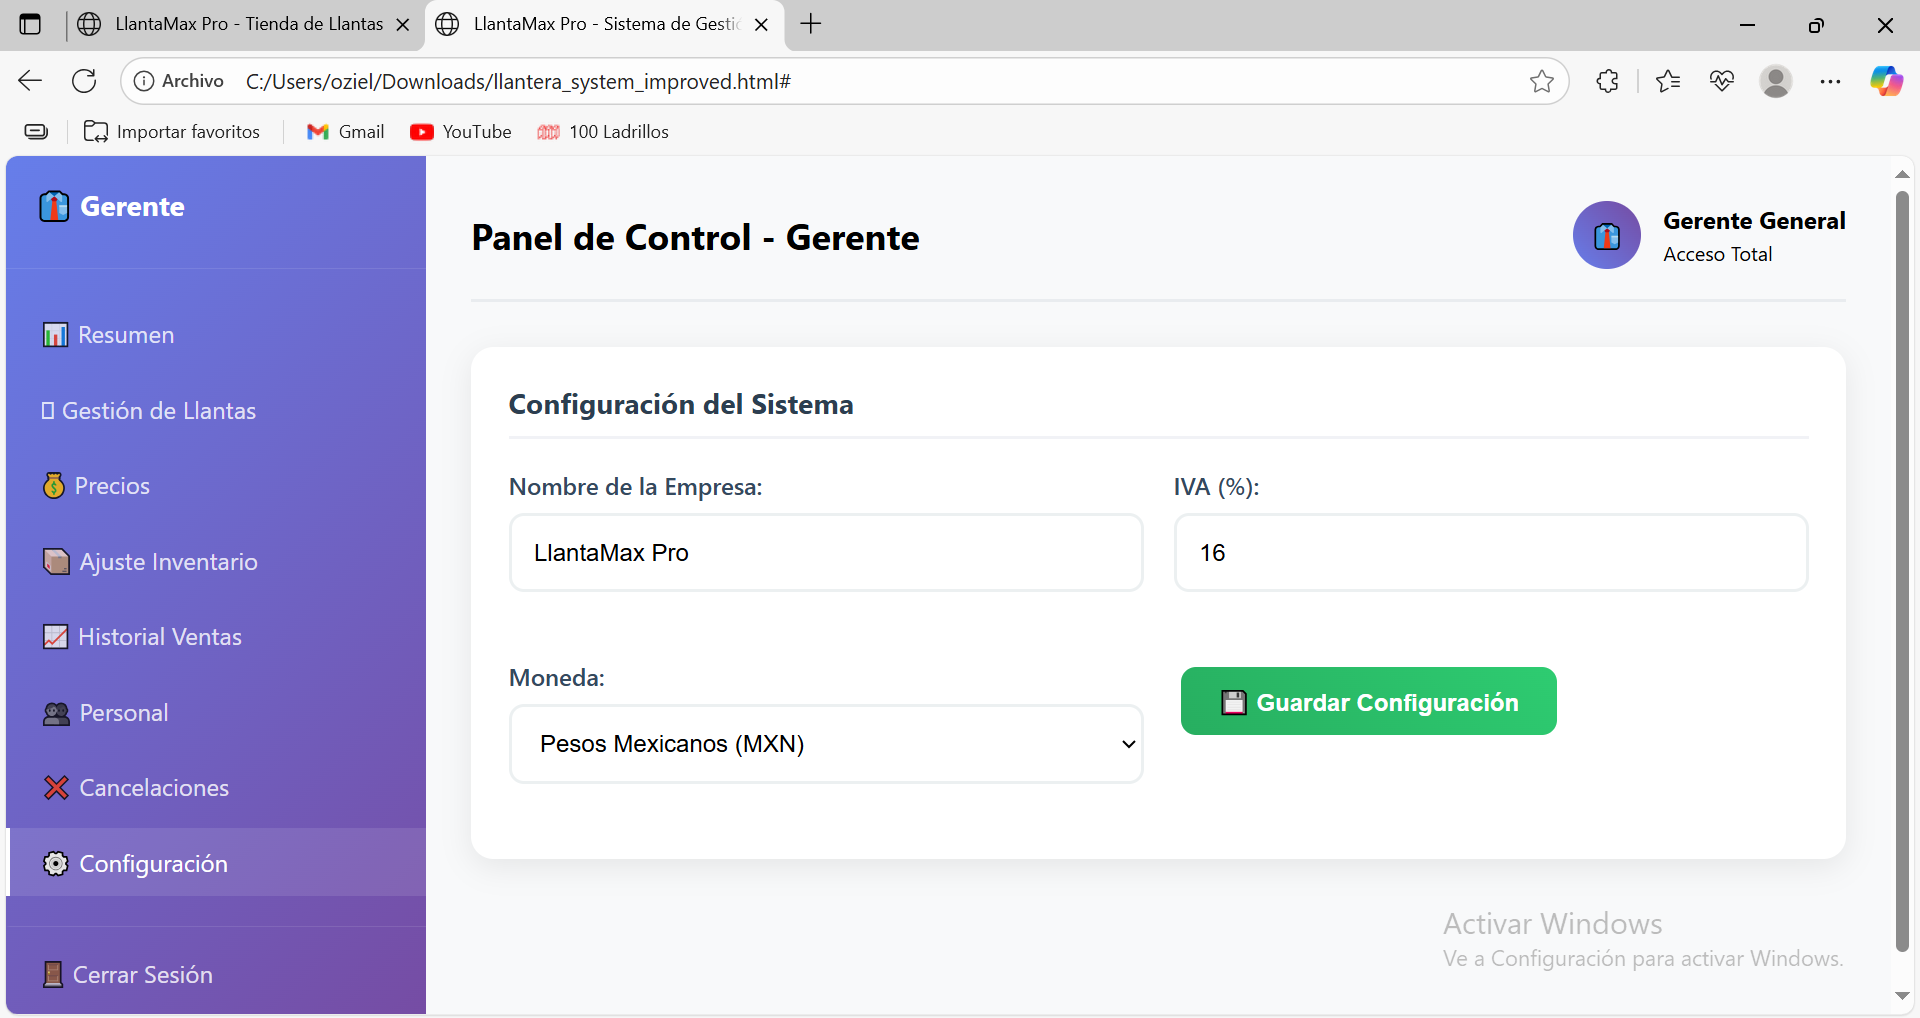 LlantaMax Pro - Tienda de Llantas
LlantaMax Pro - Sistema de Gesti
Archivo
C:/Users/oziel/Downloads/llantera_system_improved.html#
Importar favoritos
Gmail
YouTube
100 Ladrillos
Gerente
Resumen
Gestión de Llantas
Precios
Ajuste Inventario
Historial Ventas
Personal
Cancelaciones
Configuración
Cerrar Sesión
Panel de Control - Gerente
Gerente General
Acceso Total
Configuración del Sistema
Nombre de la Empresa:
LlantaMax Pro
IVA (%):
16
Moneda:
Pesos Mexicanos (MXN)
Guardar Configuración
Activar Windows
Ve a Configuración para activar Windows.